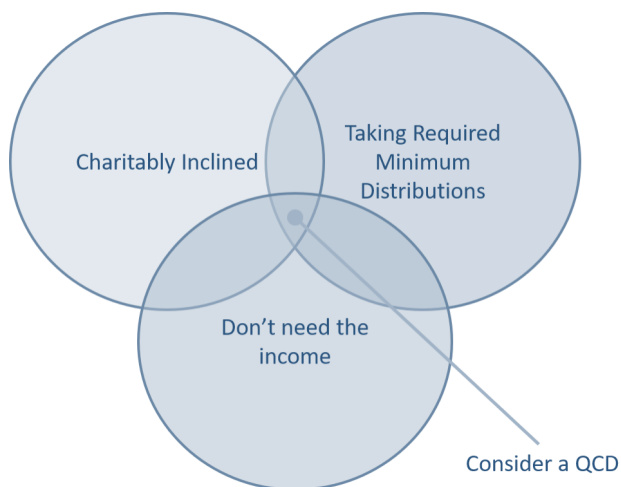 Charitably Inclined
Taking Required
Minimum
Distributions
Don't need the
income
Consider a QCD